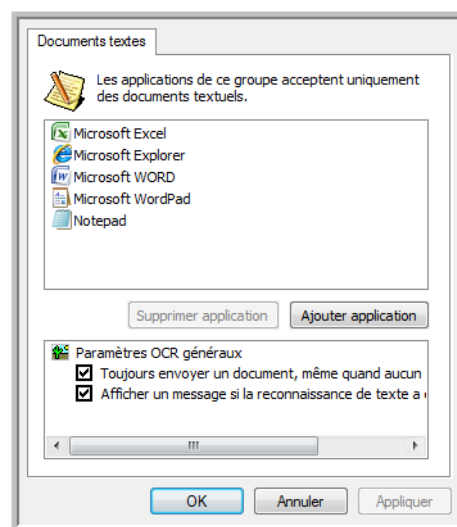 Documents textes
Les applications de ce groupe acceptent uniquement
des documents textuels.
Microsoft Excel
Microsoft Explorer
Microsoft WORD
Microsoft WordPad
Notepad
Supprimer application
Ajouter application
Paramètres OCR généraux
Toujours envoyer un document, même quand aucun
Afficher un message si la reconnaissance de texte a
OK
Annuler
Appliquer